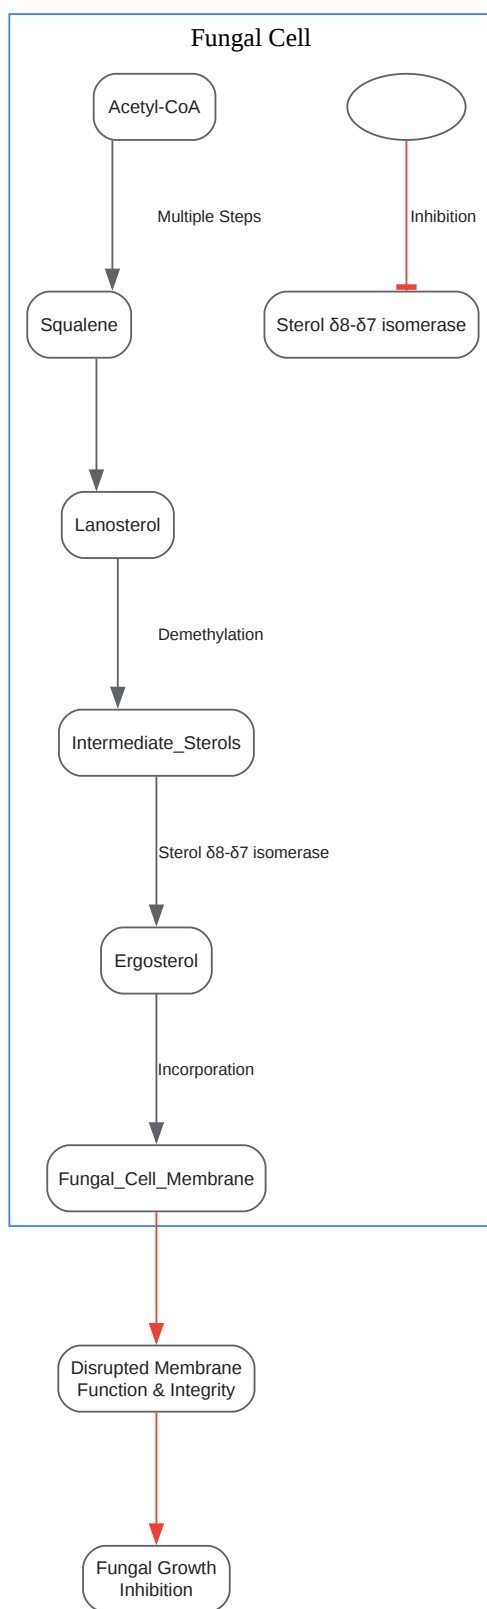 Fungal Cell
Acetyl-CoA
Multiple Steps
Inhibition
Squalene
Sterol δ8-δ7 isomerase
Lanosterol
Demethylation
Intermediate_Sterols
Sterol δ8-δ7 isomerase
Ergosterol
Incorporation
Fungal_Cell_Membrane
Disrupted Membrane
Function & Integrity
Fungal Growth
Inhibition